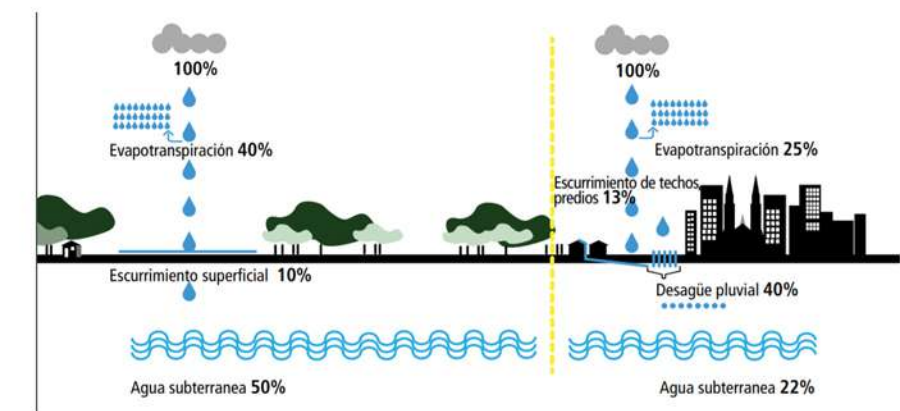 100%
Evapotranspiración 40%
Escurrimiento superficial 10%
Agua subterranea 50%
100%
Evapotranspiración 25%
Escurrimiento de techos,
predios 13%
Desagüe pluvial 40%
Agua subterranea 22%